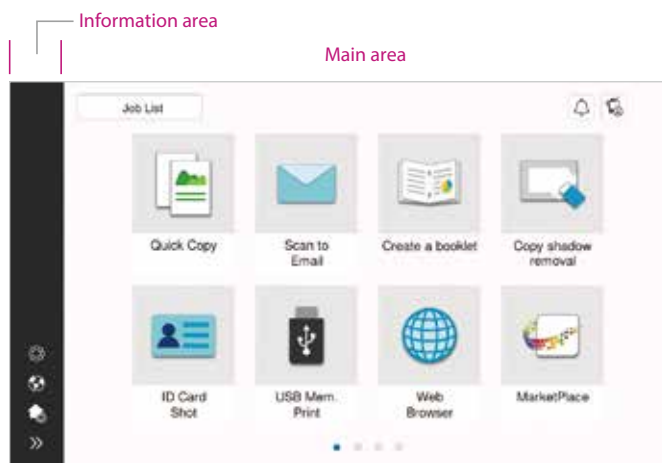 Information area
Main area
Job List
Quick Copy
Scan to
Email
Create a booklet
Copy shadow
removal
ID Card
Shot
USB Mem.
Print
Web
Browser
MarketPlace